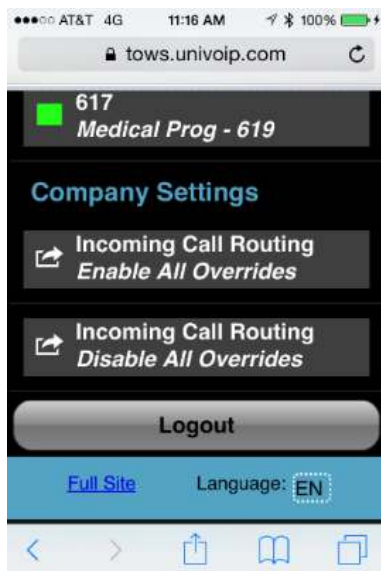 AT&T 4G 11:16 AM 100%
tows.univoip.com
617
Medical Prog - 619
Company Settings
Incoming Call Routing
Enable All Overrides
Incoming Call Routing
Disable All Overrides
Logout
Full Site Language: EN